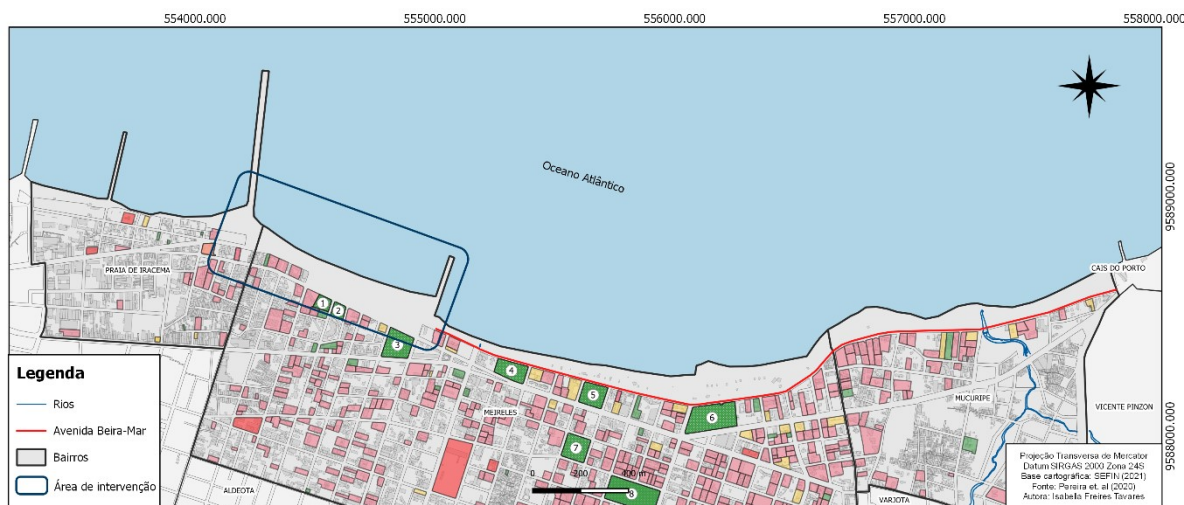 554000.000
555000.000
556000.000
557000.000
558000.000
9589000.000
9588000.000
Oceano Atlântico
PRAIA DE IRACEMA
CAIS DO PORTO
1
2
3
4
5
6
7
8
MEIRELES
MUCURIPE
VICENTE PINZON
ALDEOTA
VARJOTA
0 200 400 m
Legenda
Rios
Avenida Beira-Mar
Bairros
Área de intervenção
Projeção Transversa de Mercator
Datum SIRGAS 2000 Zona 24S
Base cartográfica: SEFIN (2021)
Fonte: Pereira et. al (2020)
Autora: Isabella Freires Tavares